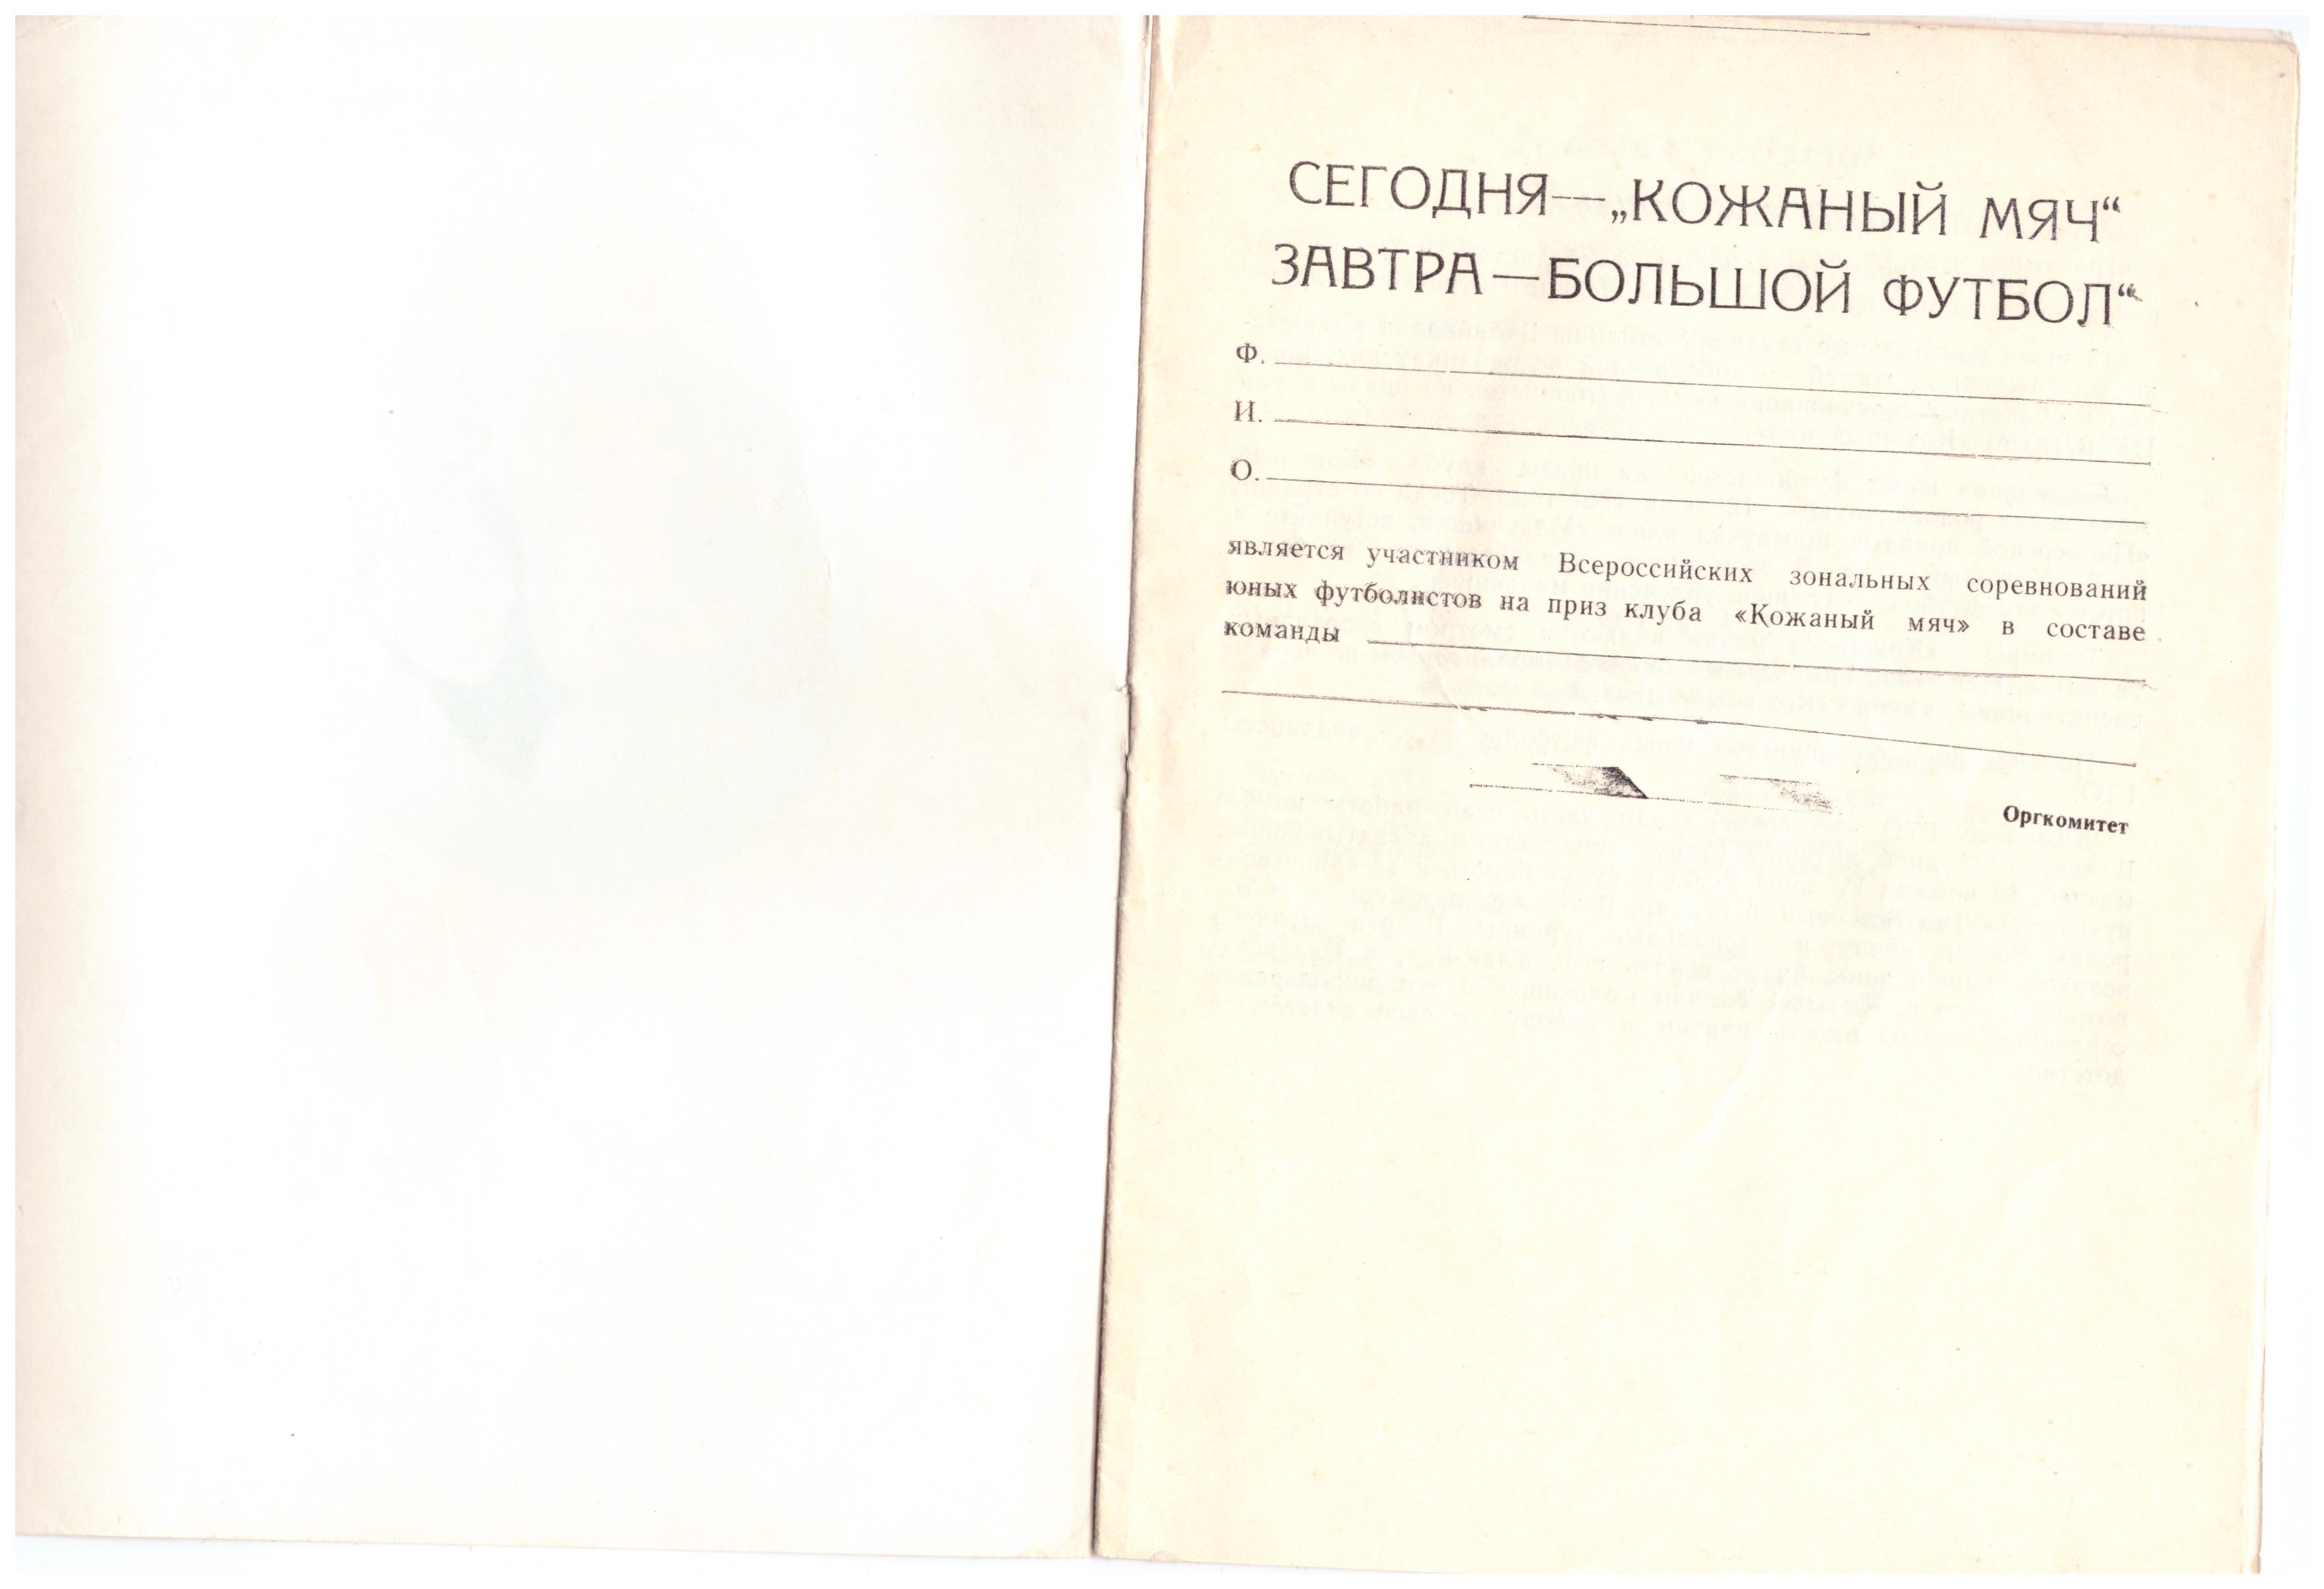 СЕГОДНЯ—„КОЖАНЫЙ МЯЧ“
ЗАВТРА—БОЛЬШОЙ ФУТБОЛ“
Ф.
И.
О.
является участником Всероссийских зональных соревнований
юных футболистов на приз клуба «Кожаный мяч» в составе
команды
Оргкомитет